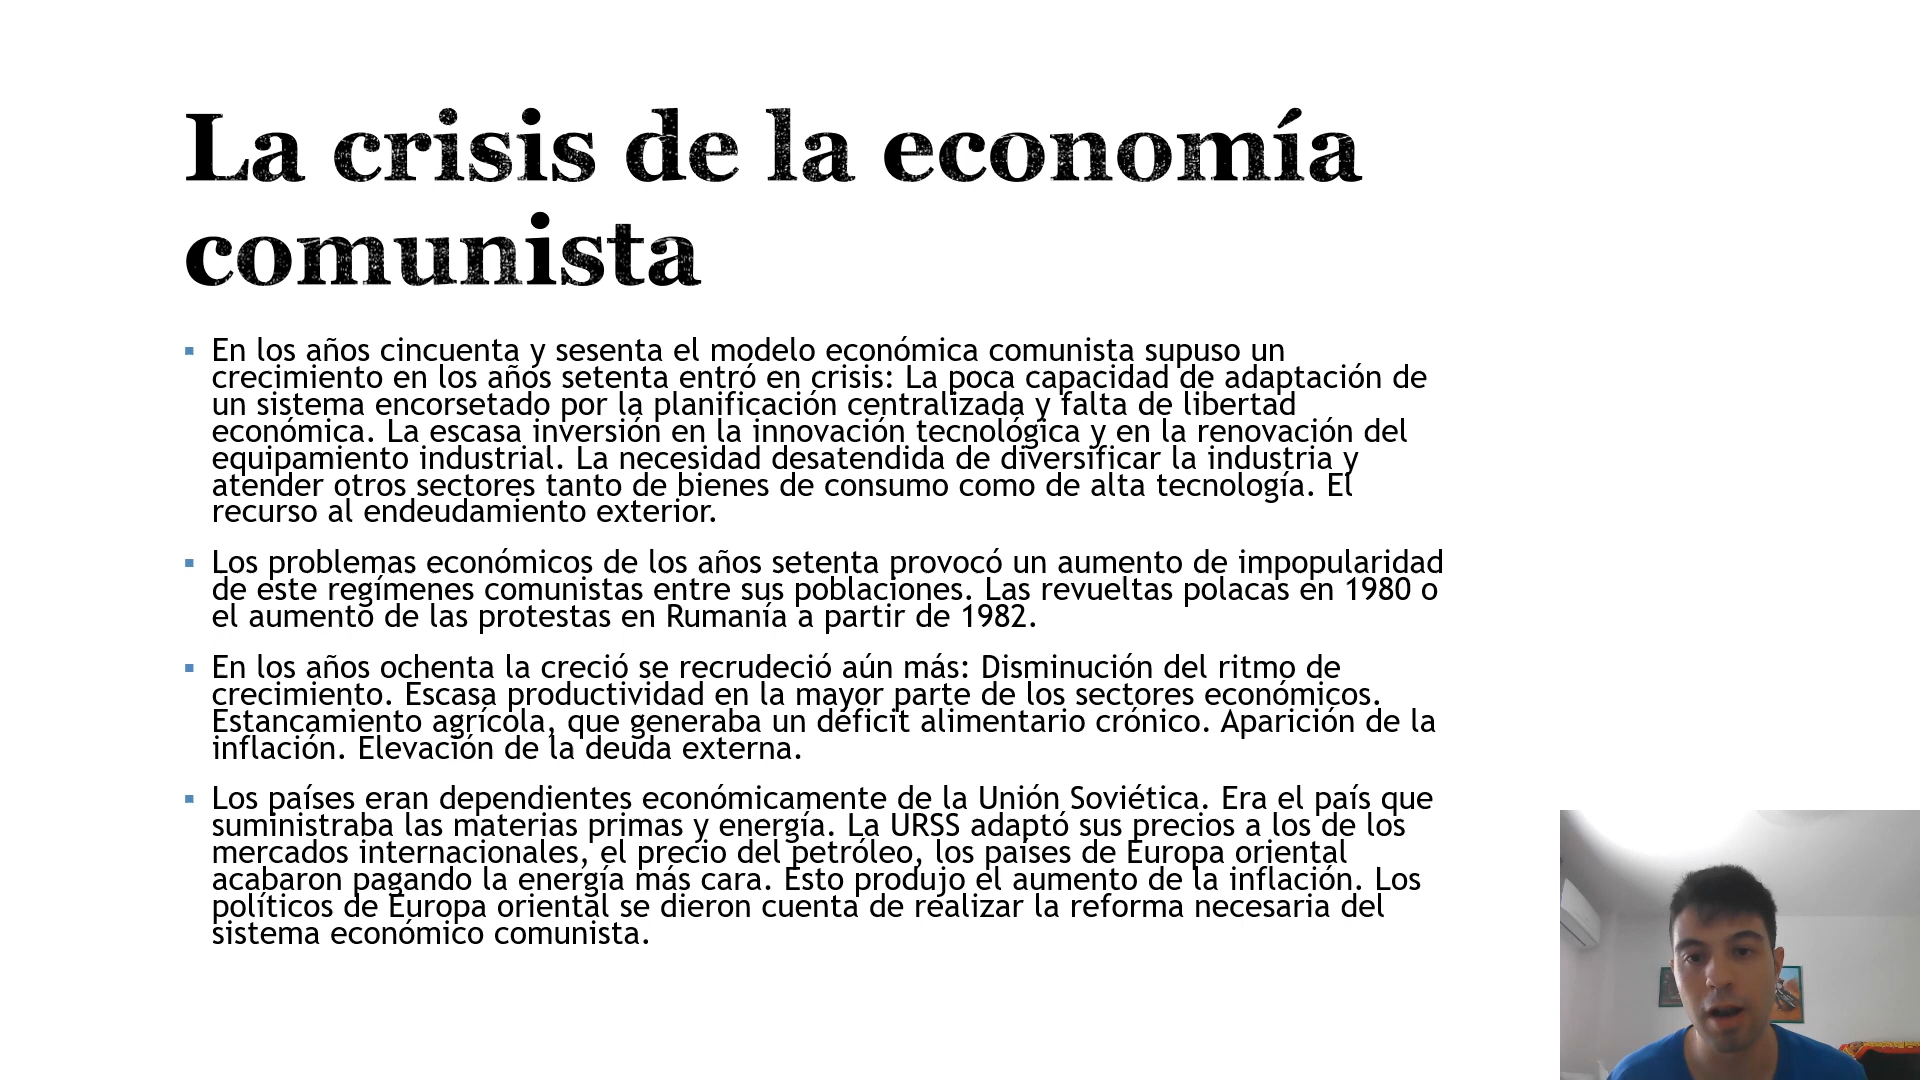 La crisis de la economía
comunista
En los años cincuenta y sesenta el modelo económica comunista supuso un
crecimiento en los años setenta entró en crisis: La poca capacidad de adaptación de
un sistema encorsetado por la planificación centralizada y falta de libertad
económica. La escasa inversión en la innovación tecnológica y en la renovación del
equipamiento industrial. La necesidad desatendida de diversificar la industria y
atender otros sectores tanto de bienes de consumo como de alta tecnología. El
recurso al endeudamiento exterior.
Los problemas económicos de los años setenta provocó un aumento de impopularidad
de este regímenes comunistas entre sus poblaciones. Las revueltas polacas en 1980 o
el aumento de las protestas en Rumanía a partir de 1982.
En los años ochenta la creció se recrudeció aún más: Disminución del ritmo de
crecimiento. Escasa productividad en la mayor parte de los sectores económicos.
Estancamiento agrícola, que generaba un déficit alimentario crónico. Aparición de la
inflación. Elevación de la deuda externa.
Los países eran dependientes económicamente de la Unión Soviética. Era el país que
suministraba las materias primas y energía. La URSS adaptó sus precios a los de los
mercados internacionales, el precio del petróleo, los países de Europa oriental
acabaron pagando la energía más cara. Esto produjo el aumento de la inflación. Los
políticos de Europa oriental se dieron cuenta de realizar la reforma necesaria del
sistema económico comunista.